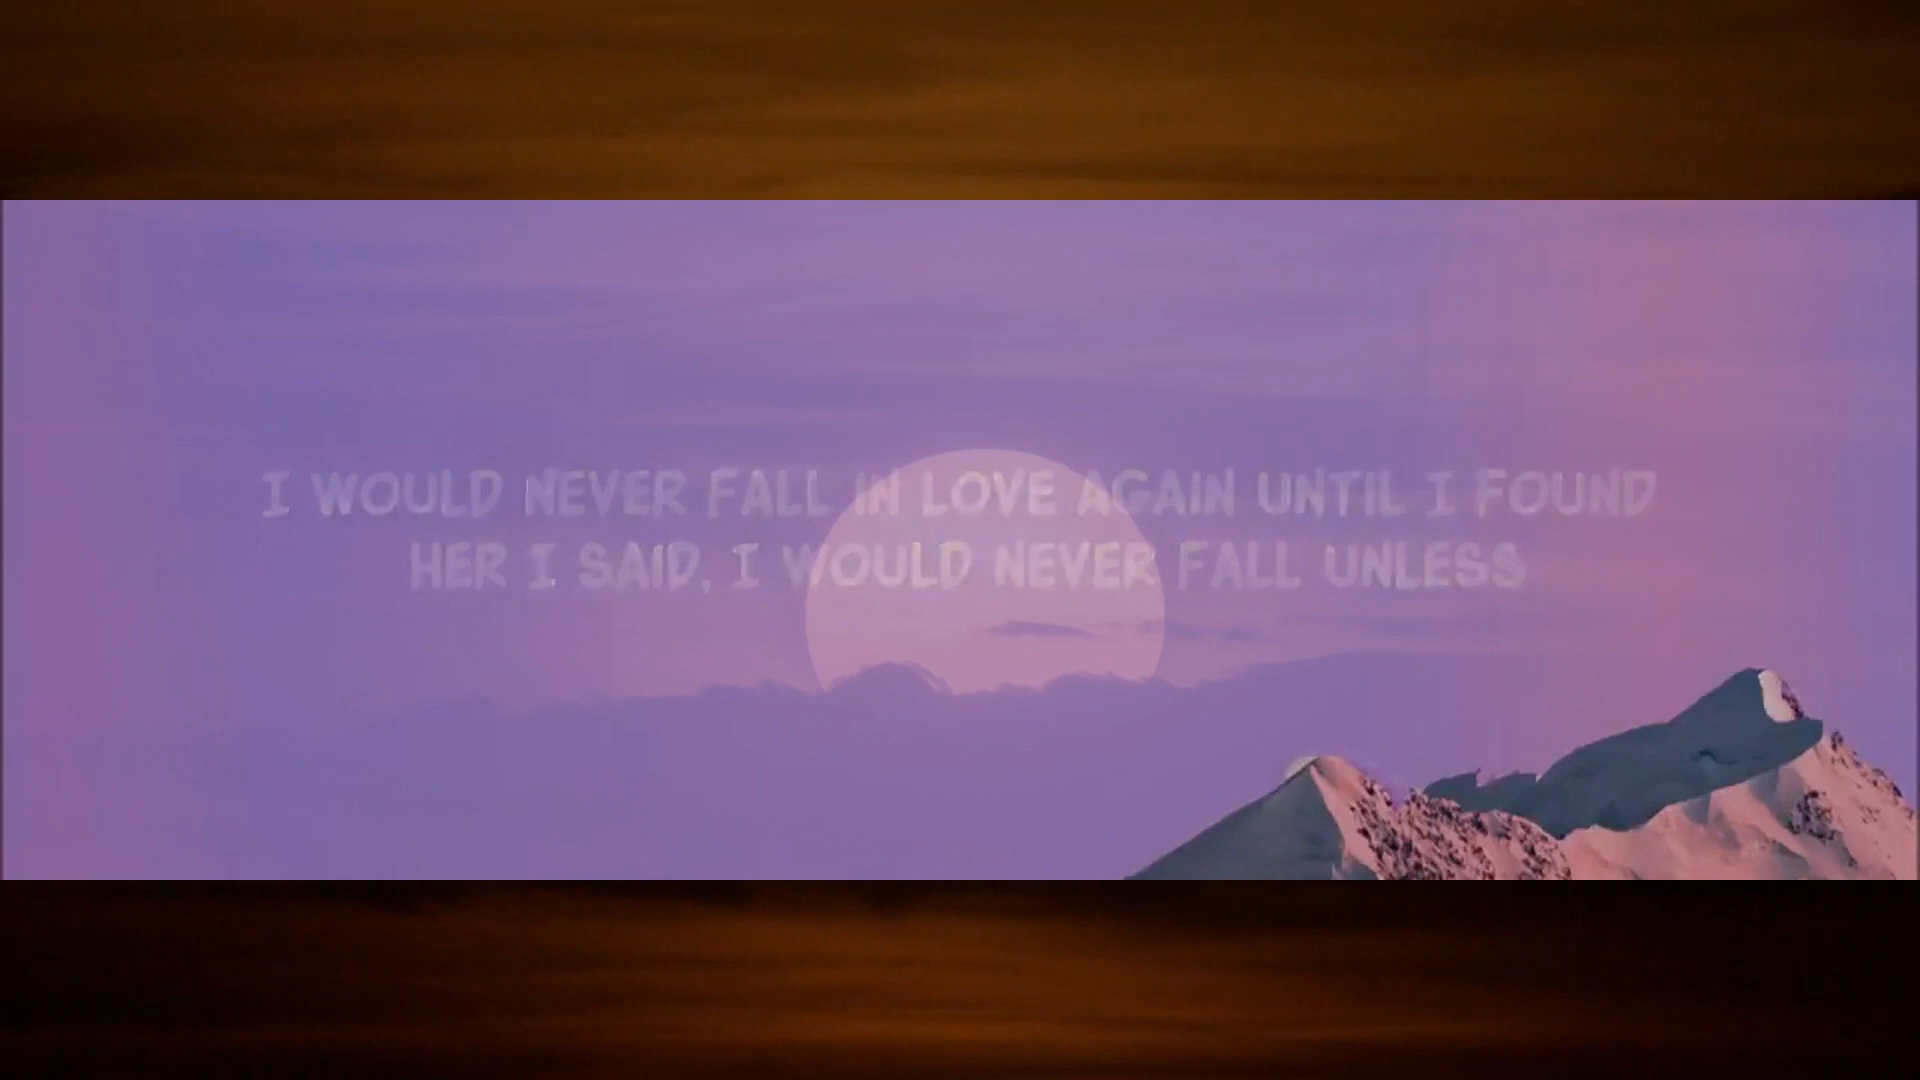 I WOULD NEVER FALL IN LOVE AGAIN UNTIL I FOUND
HER I SAID, I WOULD NEVER FALL UNLESS